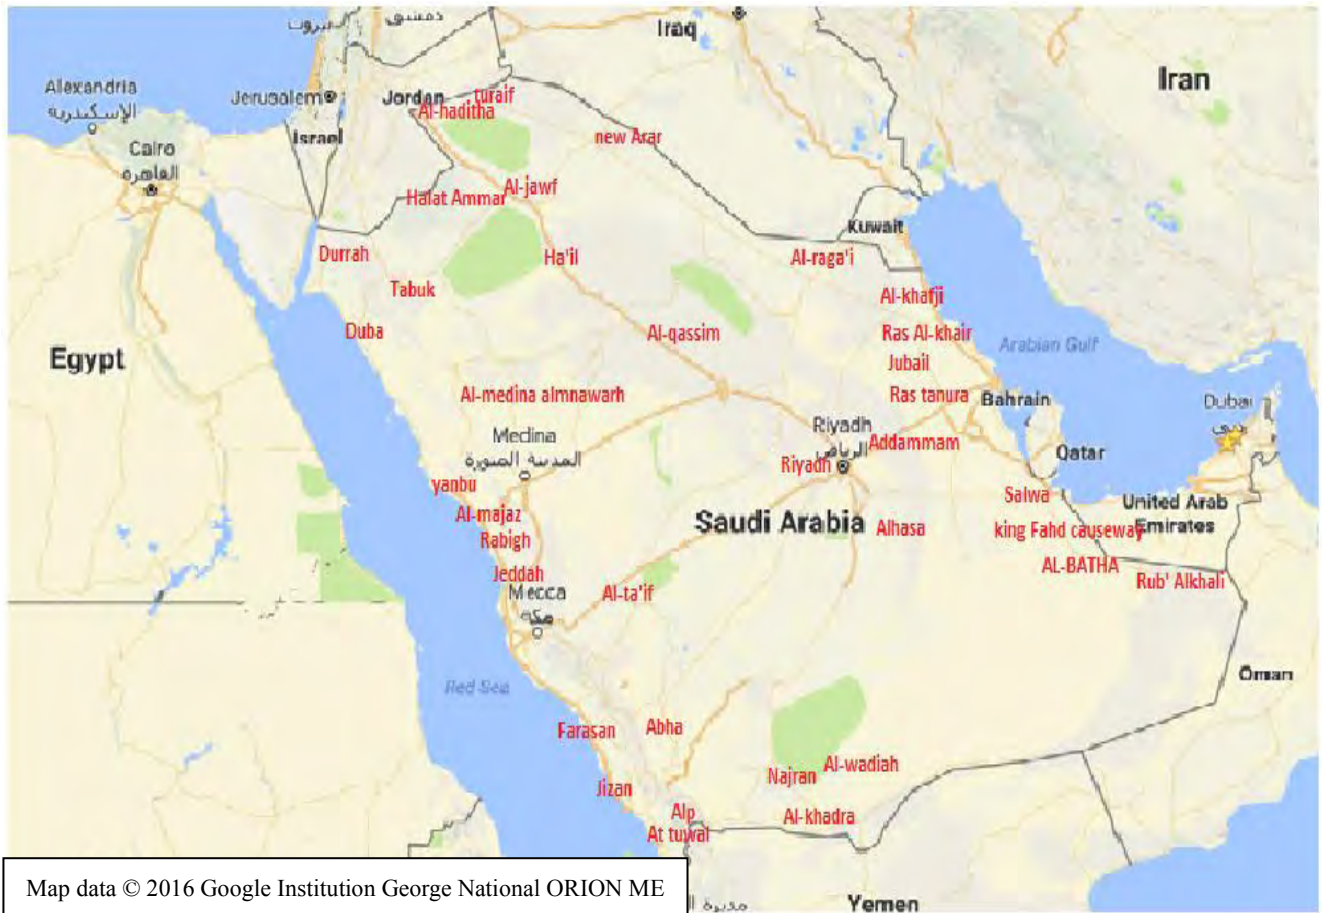 بيروت
دمشق
Iraq
Iran
Alexandria
الإسكندرية
Jerusalem
Jordan
turaif
Al-haditha
Israel
new Arar
Cairo
القاهرة
Halat Ammar
Al-jawf
Kuwait
Durrah
Ha'il
Al-raga'i
Tabuk
Al-khafji
Duba
Al-qassim
Ras Al-khair
Arabian Gulf
Egypt
Jubail
Al-medina almnawarh
Ras tanura
Bahrain
Dubai
دبي
Medina
المدينة المنورة
Riyadh
الرياض
Addammam
Riyadh
Qatar
yanbu
Salwa
United Arab
Emirates
Al-majaz
Saudi Arabia
Alhasa
king Fahd causeway
Rabigh
AL-BATHA
Jeddah
Rub' Alkhali
Mecca
مكة
Al-ta'if
Oman
Red Sea
Farasan
Abha
Najran
Al-wadiah
Jizan
Alp
Al-khadra
At tuwal
Map data © 2016 Google Institution George National ORION ME
مديرية
Yemen